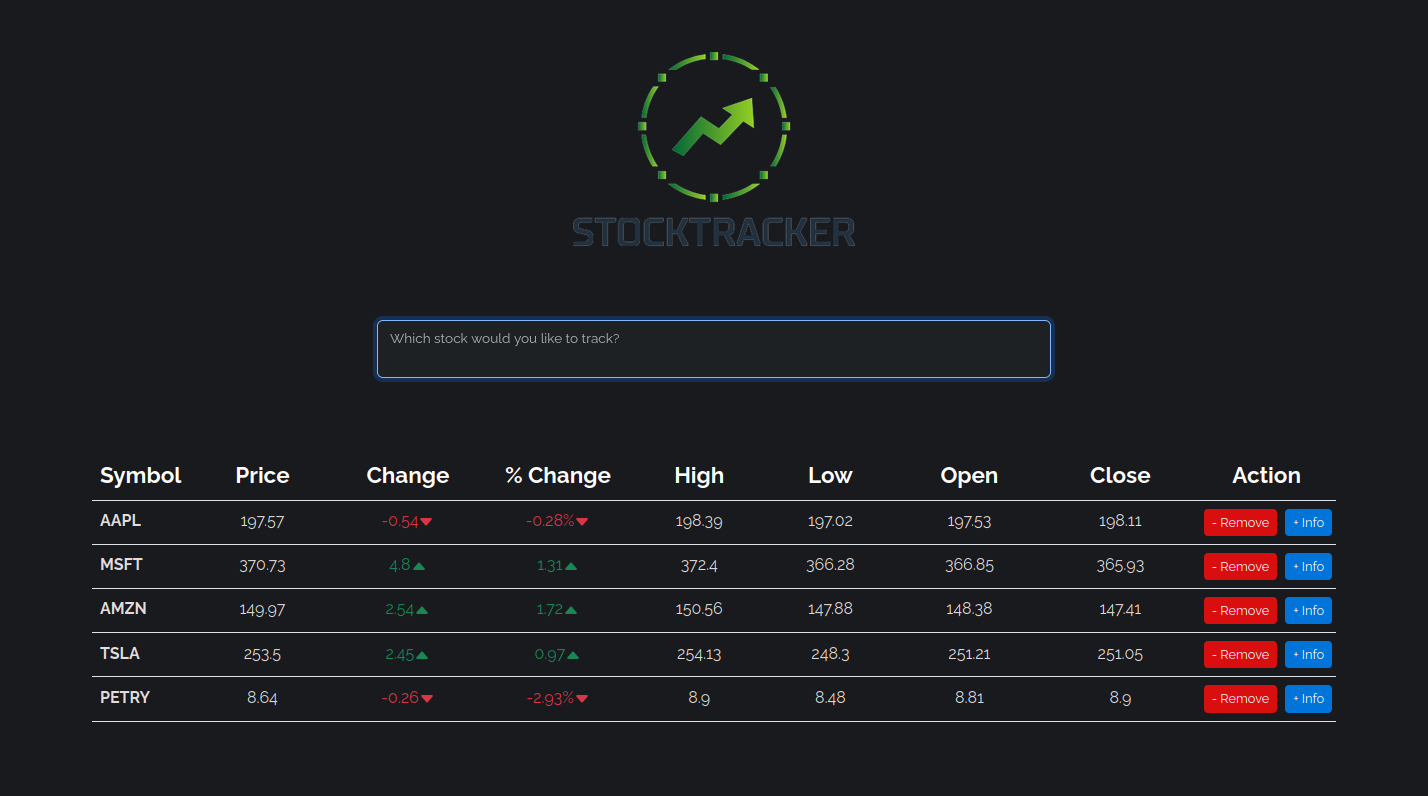 STOCKTRACKER
Which stock would you like to track?
Symbol Price Change % Change High Low Open Close Action
AAPL 197.57 -0.54 -0.28% 198.39 197.02 197.53 198.11 - Remove + Info
MSFT 370.73 4.8 1.31 372.4 366.28 366.85 365.93 - Remove + Info
AMZN 149.97 2.54 1.72 150.56 147.88 148.38 147.41 - Remove + Info
TSLA 253.5 2.45 0.97 254.13 248.3 251.21 251.05 - Remove + Info
PETRY 8.64 -0.26 -2.93% 8.9 8.48 8.81 8.9 - Remove + Info